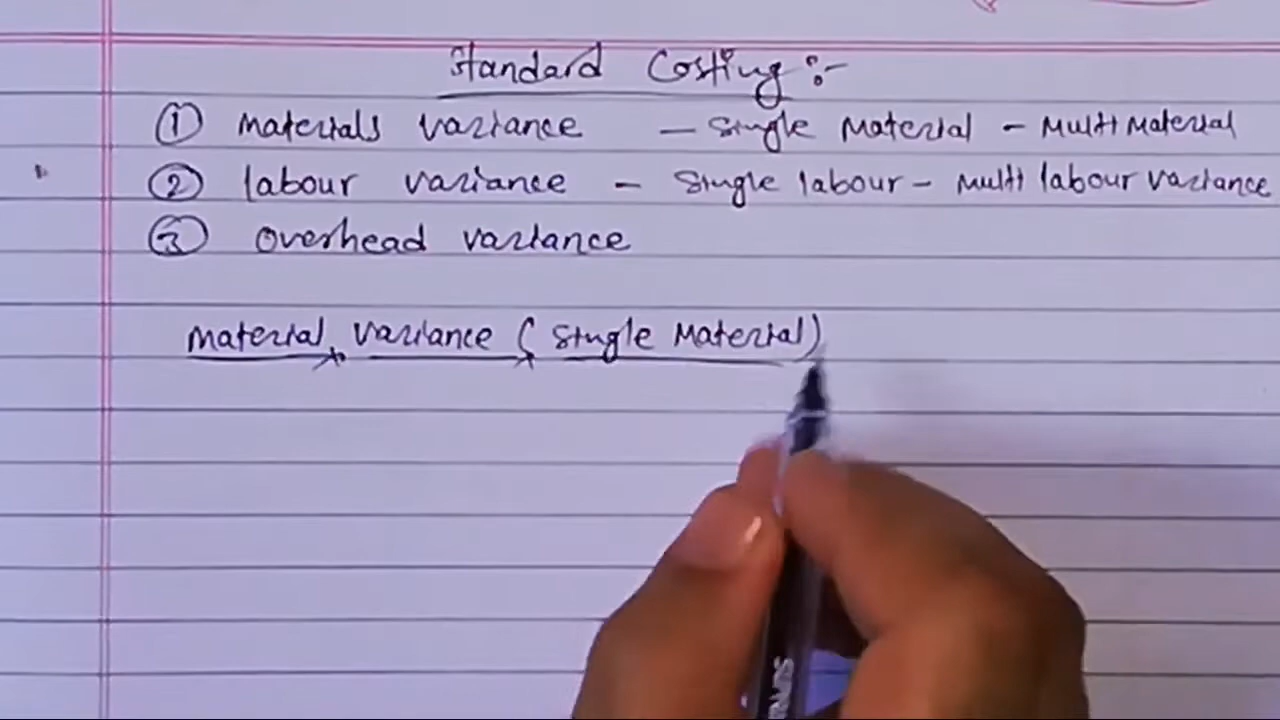 Standard Costing :-
① Materials variance - Single Material - Multi Material
② labour variance - Single labour - Multi labour variance
③ overhead variance
Material variance (Single Material)